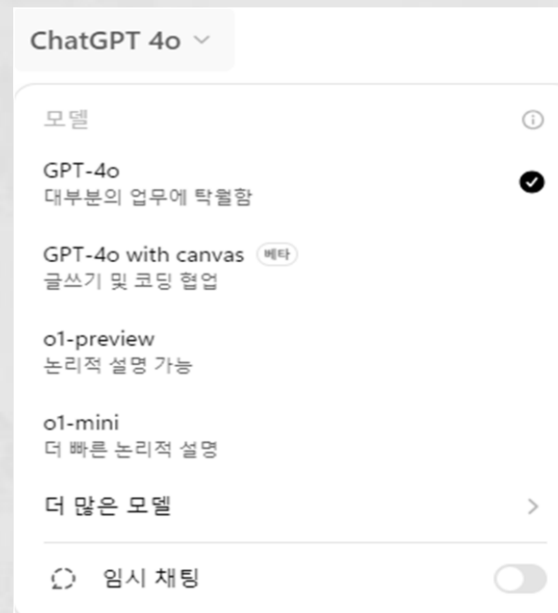 ChatGPT 4o
모델
GPT-4o
대부분의 업무에 탁월함
GPT-4o with canvas 베타
글쓰기 및 코딩 협업
o1-preview
논리적 설명 가능
o1-mini
더 빠른 논리적 설명
더 많은 모델
임시 채팅